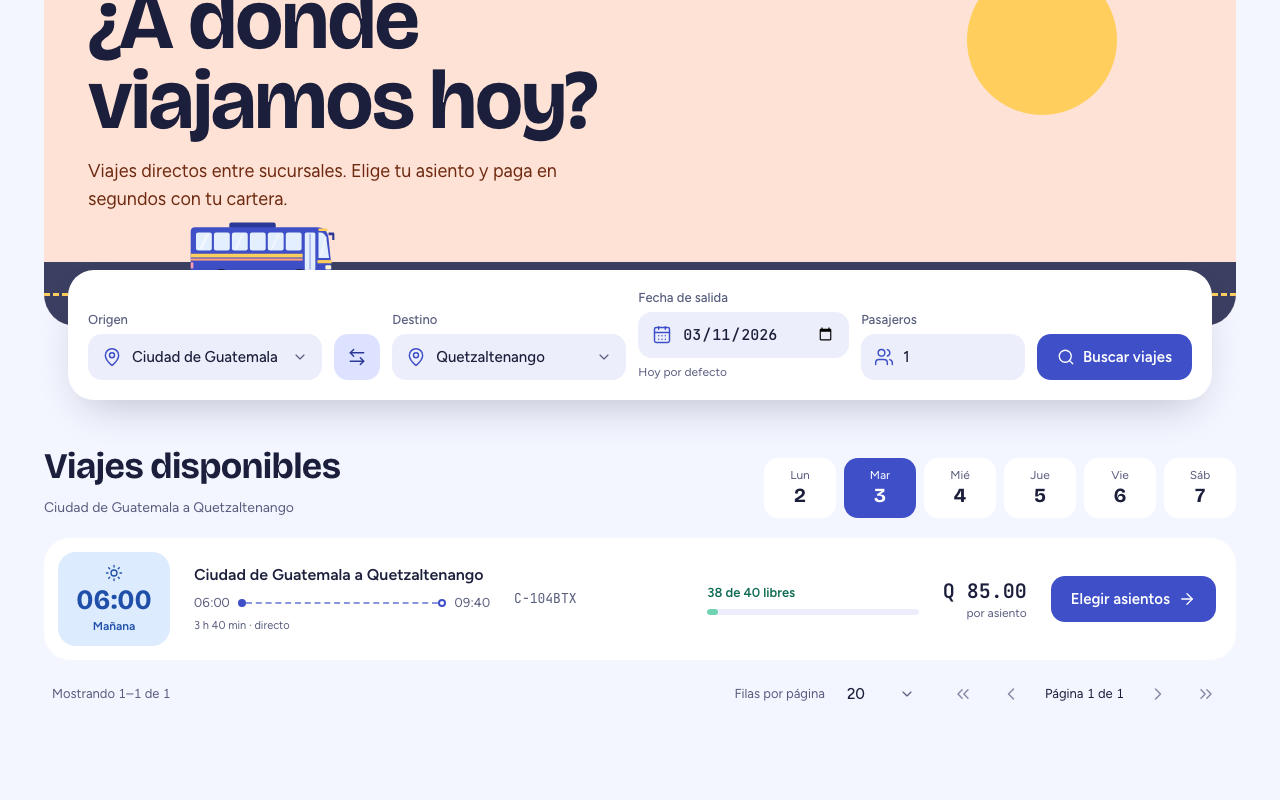 ¿A dónde
viajamos hoy?
Viajes directos entre sucursales. Elige tu asiento y paga en
segundos con tu cartera.
Origen
Ciudad de Guatemala
Destino
Quetzaltenango
Fecha de salida
03/11/2026
Hoy por defecto
Pasajeros
1
Buscar viajes
Viajes disponibles
Ciudad de Guatemala a Quetzaltenango
Lun
2
Mar
3
Mié
4
Jue
5
Vie
6
Sáb
7
06:00
Mañana
Ciudad de Guatemala a Quetzaltenango
06:00 09:40
3 h 40 min · directo
C-104BTX
38 de 40 libres
Q 85.00
por asiento
Elegir asientos
Mostrando 1–1 de 1
Filas por página 20
Página 1 de 1